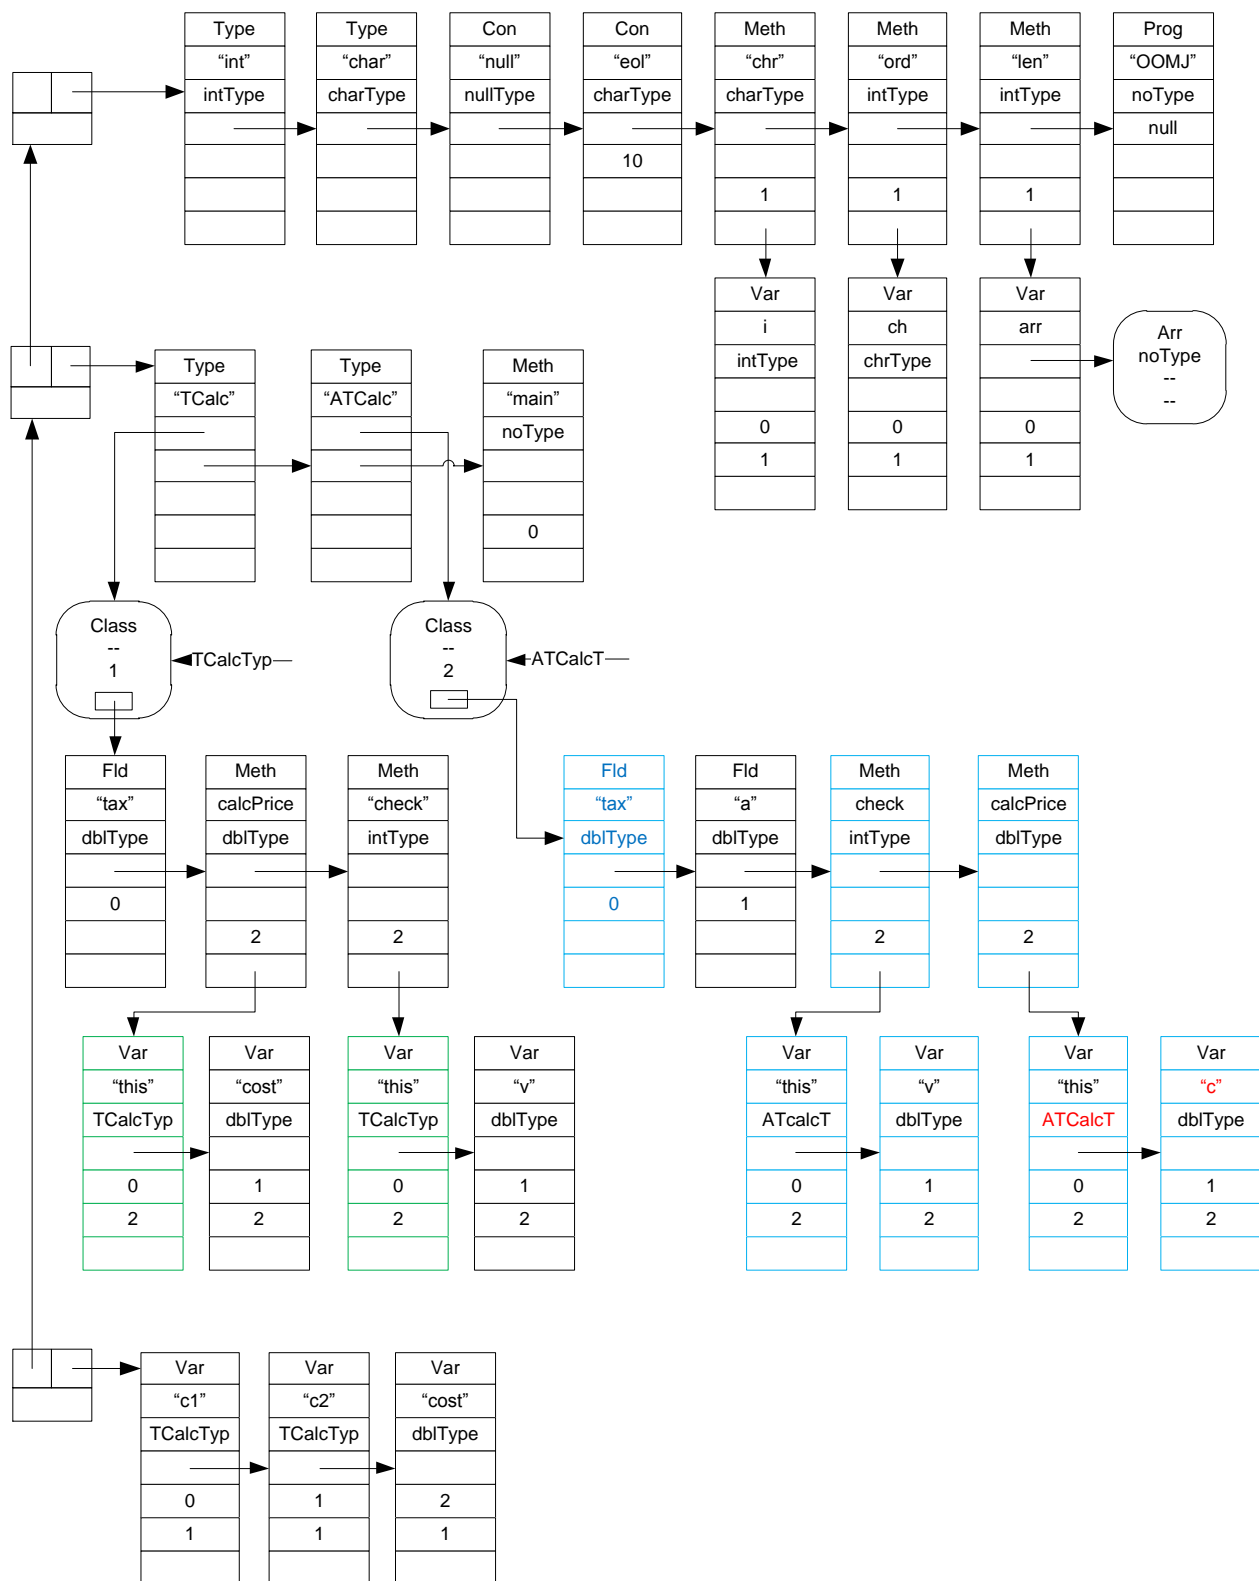 Type Type Con Con Meth Meth Meth Prog
“int” “char” “null” “eol” “chr” “ord” “len” “OOMJ”
intType charType nullType charType charType intType intType noType
null
10
1 1 1
Var Var Var
i ch arr
intType chrType
0 0 0
1 1 1
Arr
noType
--
--
Type Type Meth
“TCalc” “ATCalc” “main”
noType
0
Class
--
1
TCalcTyp
Class
--
2
ATCalcT
Fld Meth Meth
“tax” calcPrice “check”
dblType dblType intType
0
2 2
Fld Fld Meth Meth
“tax” “a” check calcPrice
dblType dblType intType dblType
0 1
2 2
Var Var Var Var
“this” “cost” “this” “v”
TCalcTyp dblType TCalcTyp dblType
0 1 0 1
2 2 2 2
Var Var Var Var
“this” “v” “this” “c”
ATcalcT dblType ATCalcT dblType
0 1 0 1
2 2 2 2
Var Var Var
“c1” “c2” “cost”
TCalcTyp TCalcTyp dblType
0 1 2
1 1 1